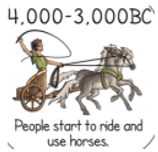 4,000-3,000BC
People start to ride and
use horses.